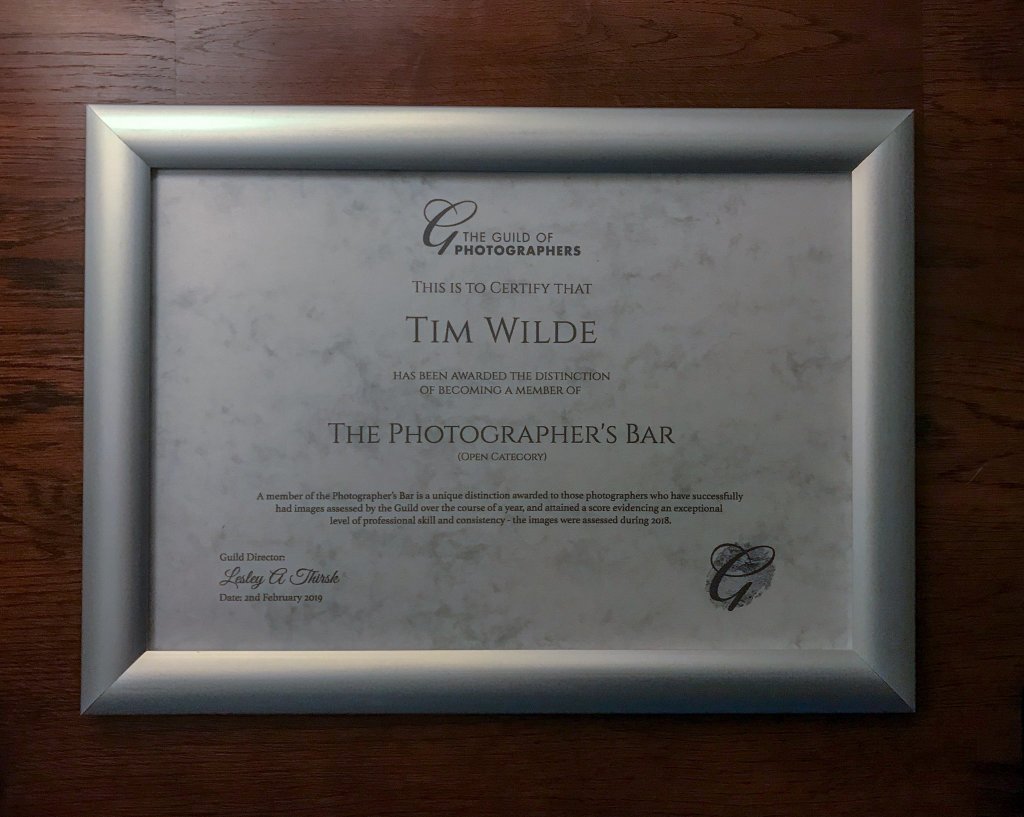 G THE GUILD OF
PHOTOGRAPHERS
THIS IS TO CERTIFY THAT
TIM WILDE
HAS BEEN AWARDED THE DISTINCTION
OF BECOMING A MEMBER OF
THE PHOTOGRAPHER'S BAR
(OPEN CATEGORY)
A member of the Photographer's Bar is a unique distinction awarded to those photographers who have successfully
had images assessed by the Guild over the course of a year, and attained a score evidencing an exceptional
level of professional skill and consistency - the images were assessed during 2018.
Guild Director:
Lesley A Thirsk
Date: 2nd February 2019
G